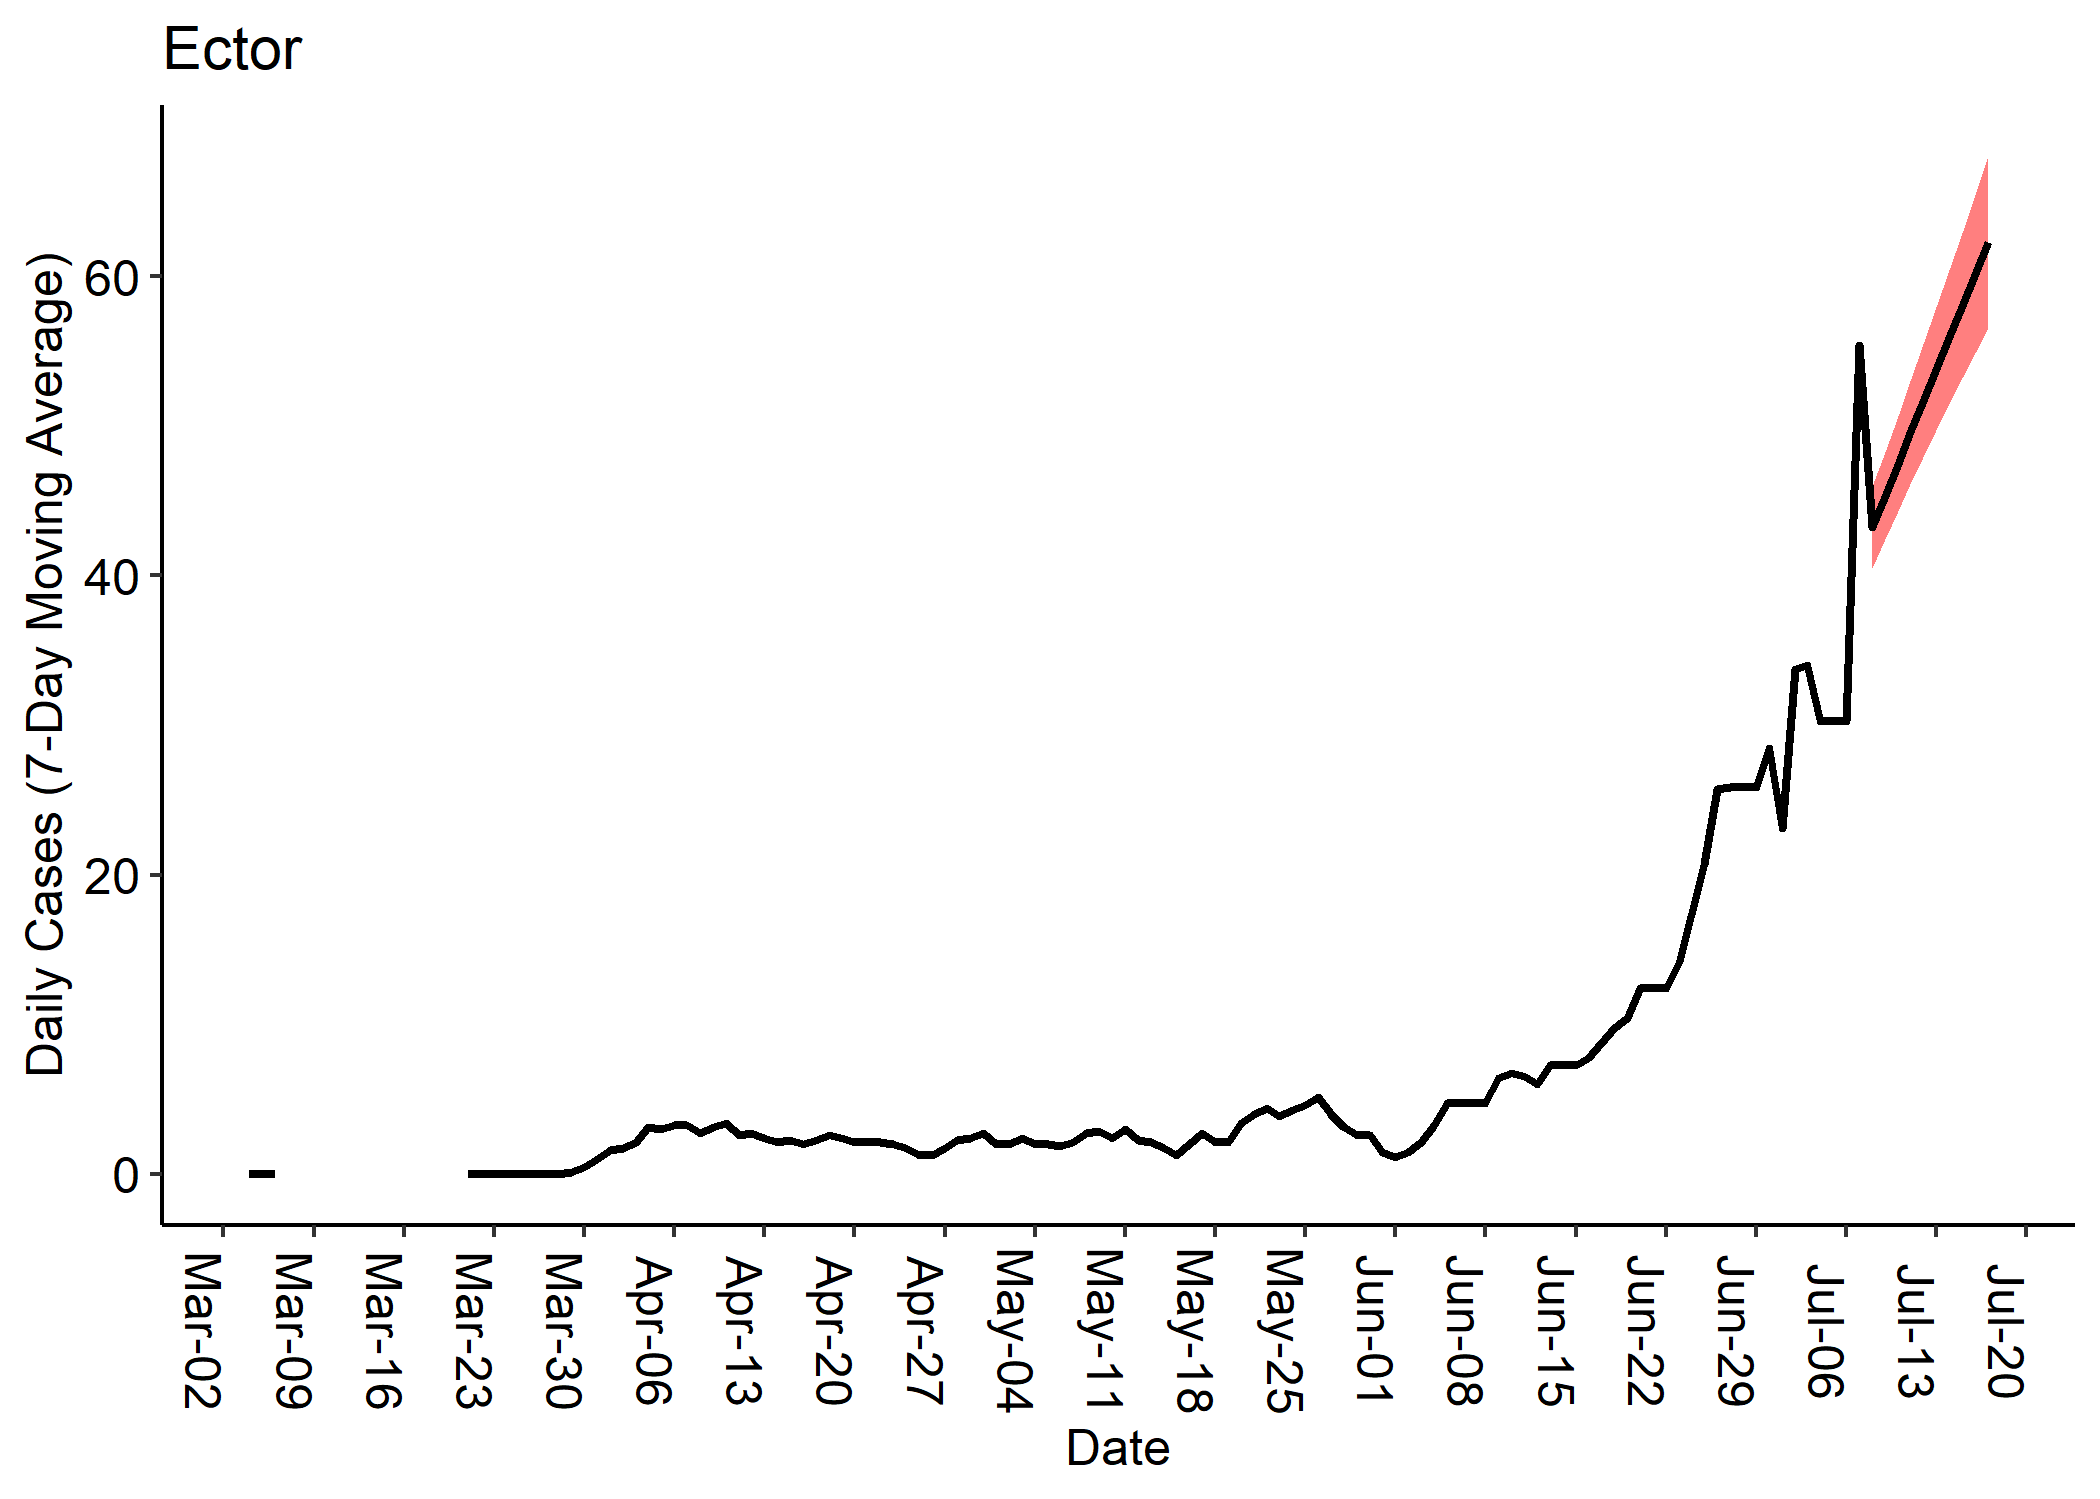 Ector
Daily Cases (7-Day Moving Average)
60
40
20
0
Mar-02
Mar-09
Mar-16
Mar-23
Mar-30
Apr-06
Apr-13
Apr-20
Apr-27
May-04
May-11
May-18
May-25
Jun-01
Jun-08
Jun-15
Jun-22
Jun-29
Jul-06
Jul-13
Jul-20
Date